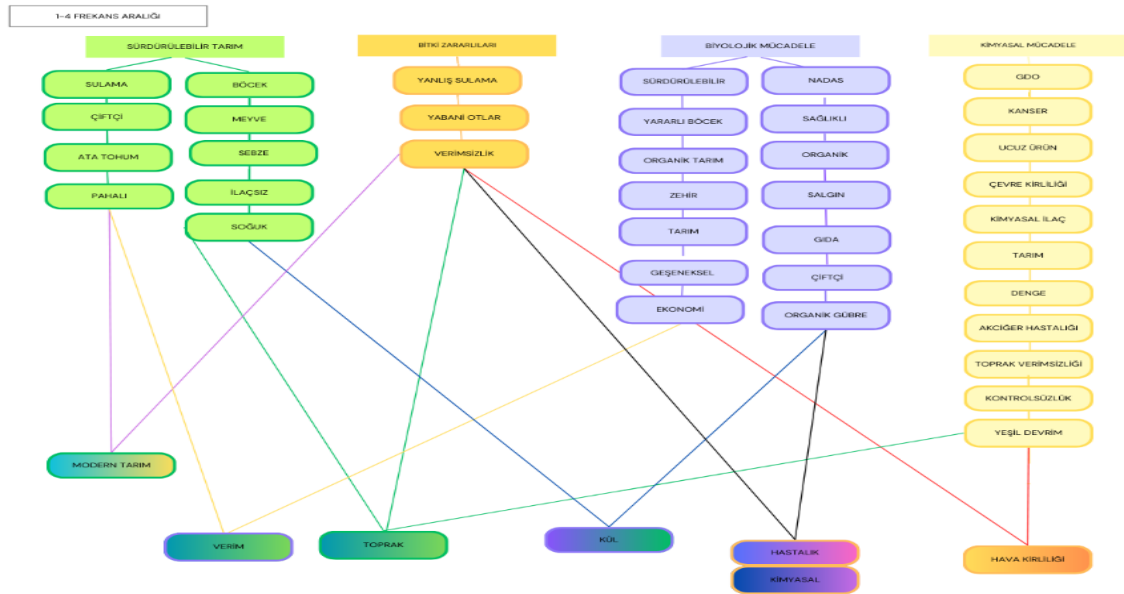 1-4 FREKANS ARALIĞI
SÜRDÜRÜLEBİLİR TARIM
SULAMA
ÇİFTÇİ
ATA TOHUM
PAHALI
BÖCEK
MEYVE
SEBZE
İLAÇSIZ
SOĞUK
BİTKİ ZARARLILARI
YANLIŞ SULAMA
YABANİ OTLAR
VERİMSİZLİK
BİYOLOJİK MÜCADELE
SÜRDÜRÜLEBİLİR
YARARLI BÖCEK
ORGANİK TARIM
ZEHİR
TARIM
GEŞENEKSEL
EKONOMİ
NADAS
SAĞLIKLI
ORGANİK
SALGIN
GIDA
ÇİFTÇİ
ORGANİK GÜBRE
KİMYASAL MÜCADELE
GDO
KANSER
UCUZ ÜRÜN
ÇEVRE KİRLİLİĞİ
KİMYASAL İLAÇ
TARIM
DENGE
AKCİĞER HASTALIĞI
TOPRAK VERİMSİZLİĞİ
KONTROLSÜZLÜK
YEŞİL DEVRİM
MODERN TARIM
VERİM
TOPRAK
KÜL
HASTALIK
KİMYASAL
HAVA KİRLİLİĞİ